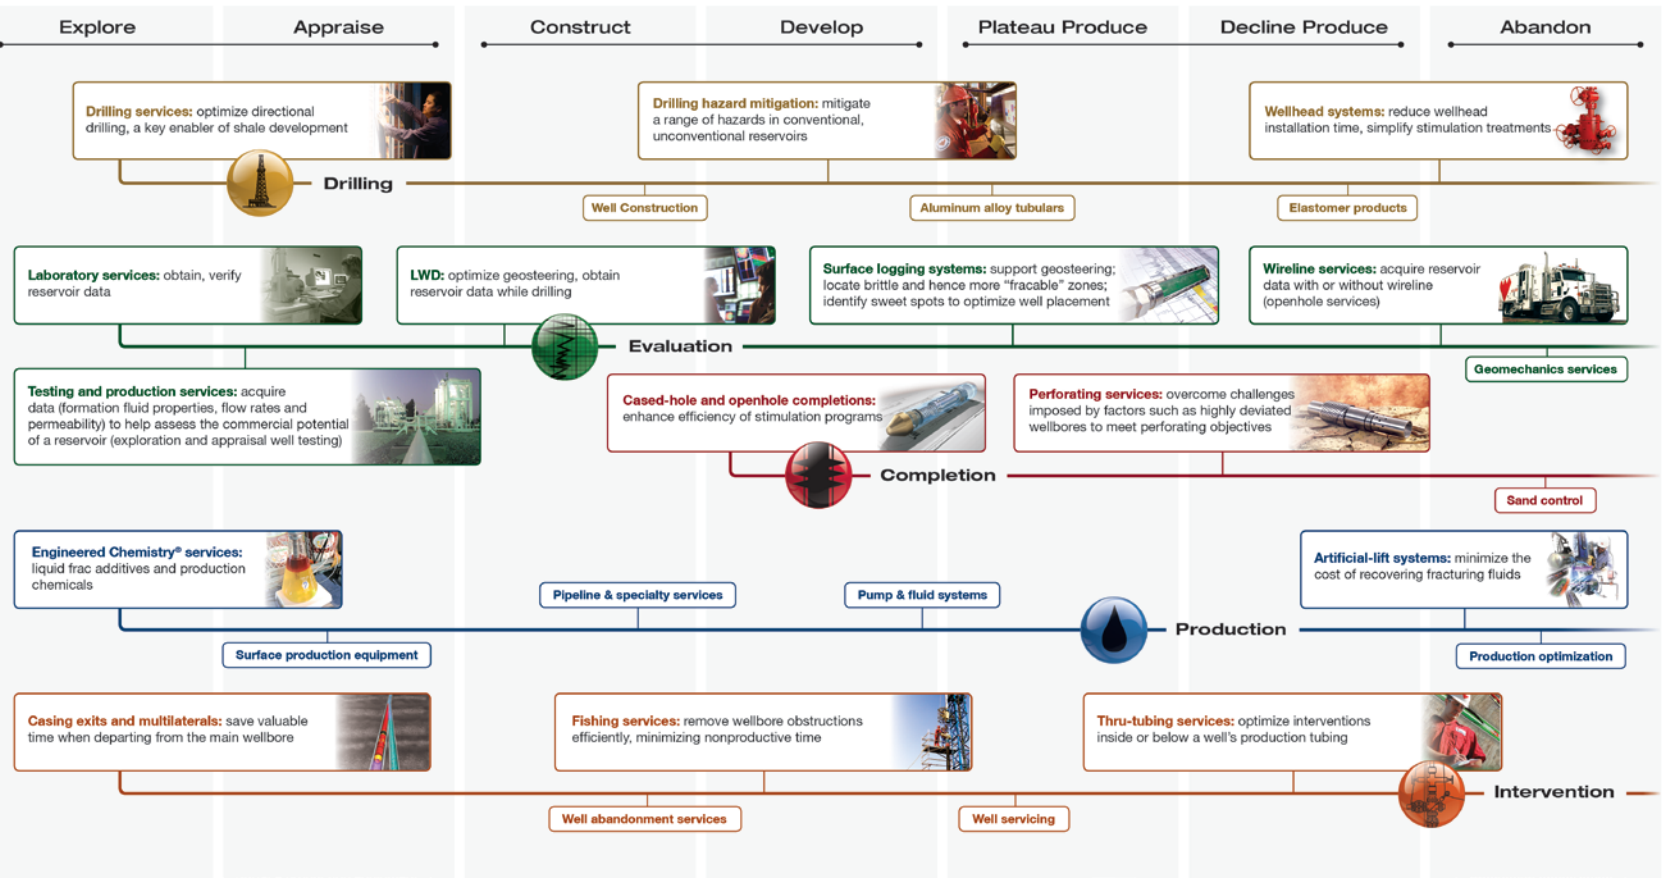 Explore
Appraise
Construct
Develop
Plateau Produce
Decline Produce
Abandon
Drilling services: optimize directional
drilling, a key enabler of shale development
Drilling hazard mitigation: mitigate
a range of hazards in conventional,
unconventional reservoirs
Wellhead systems: reduce wellhead
installation time, simplify stimulation treatments
Drilling
Well Construction
Aluminum alloy tubulars
Elastomer products
Laboratory services: obtain, verify
reservoir data
LWD: optimize geosteering, obtain
reservoir data while drilling
Surface logging systems: support geosteering;
locate brittle and hence more “fracable” zones;
identify sweet spots to optimize well placement
Wireline services: acquire reservoir
data with or without wireline
(openhole services)
Evaluation
Geomechanics services
Testing and production services: acquire
data (formation fluid properties, flow rates and
permeability) to help assess the commercial potential
of a reservoir (exploration and appraisal well testing)
Cased-hole and openhole completions:
enhance efficiency of stimulation programs
Perforating services: overcome challenges
imposed by factors such as highly deviated
wellbores to meet perforating objectives
Completion
Sand control
Engineered Chemistry® services:
liquid frac additives and production
chemicals
Pipeline & specialty services
Pump & fluid systems
Artificial-lift systems: minimize the
cost of recovering fracturing fluids
Production
Surface production equipment
Production optimization
Casing exits and multilaterals: save valuable
time when departing from the main wellbore
Fishing services: remove wellbore obstructions
efficiently, minimizing nonproductive time
Thru-tubing services: optimize interventions
inside or below a well’s production tubing
Intervention
Well abandonment services
Well servicing